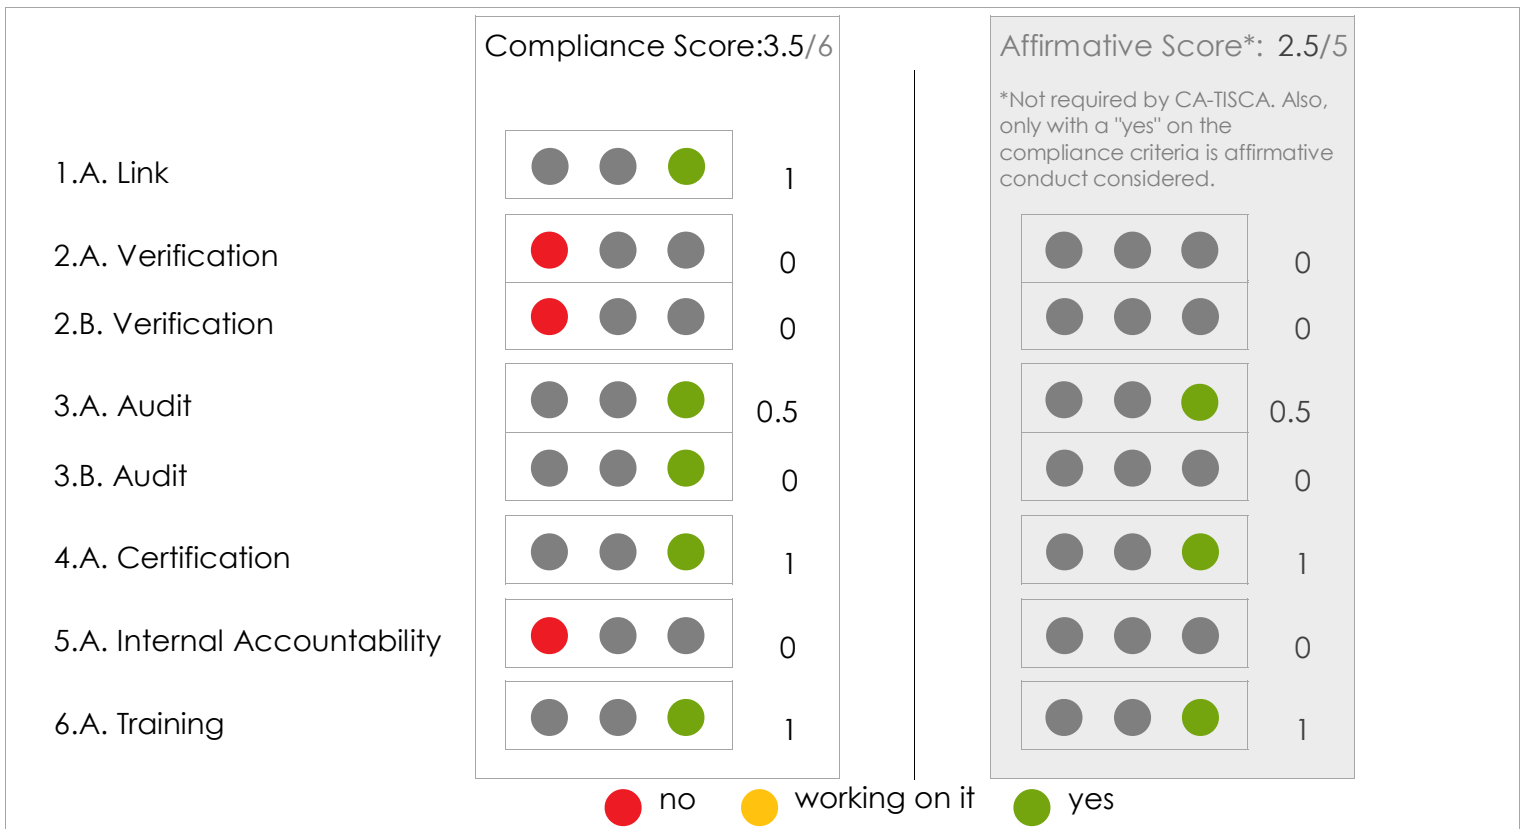 Compliance Score:3.5/6
Affirmative Score*: 2.5/5
*Not required by CA-TISCA. Also,
only with a "yes" on the
compliance criteria is affirmative
conduct considered.
1.A. Link 1
2.A. Verification 0 0
2.B. Verification 0 0
3.A. Audit 0.5 0.5
3.B. Audit 0 0
4.A. Certification 1 1
5.A. Internal Accountability 0 0
6.A. Training 1 1
no working on it yes